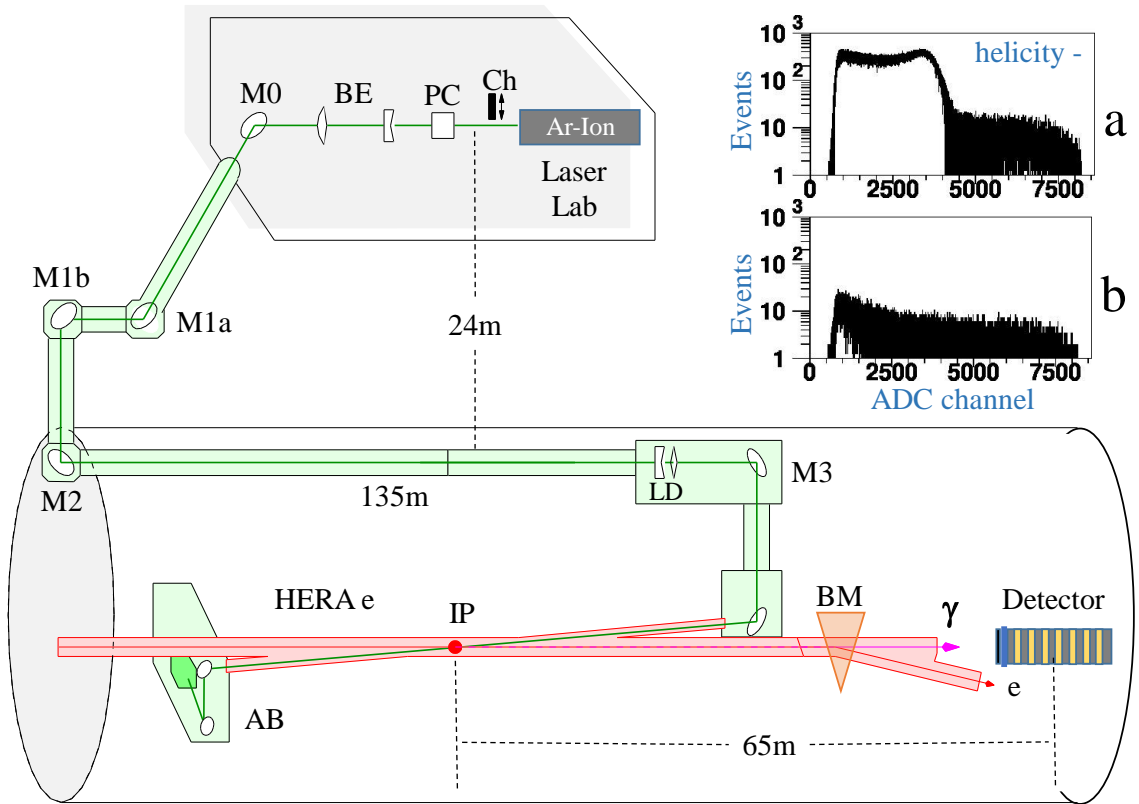 M0
BE
PC
Ch
Ar-Ion
Laser
Lab
M1b
M1a
24m
M2
135m
LD
M3
HERA e
IP
BM
γ
Detector
e
AB
65m
helicity -
a
Events
10 3
10 2
10
1
0 2500 5000 7500
b
Events
10 3
10 2
10
1
0 2500 5000 7500
ADC channel